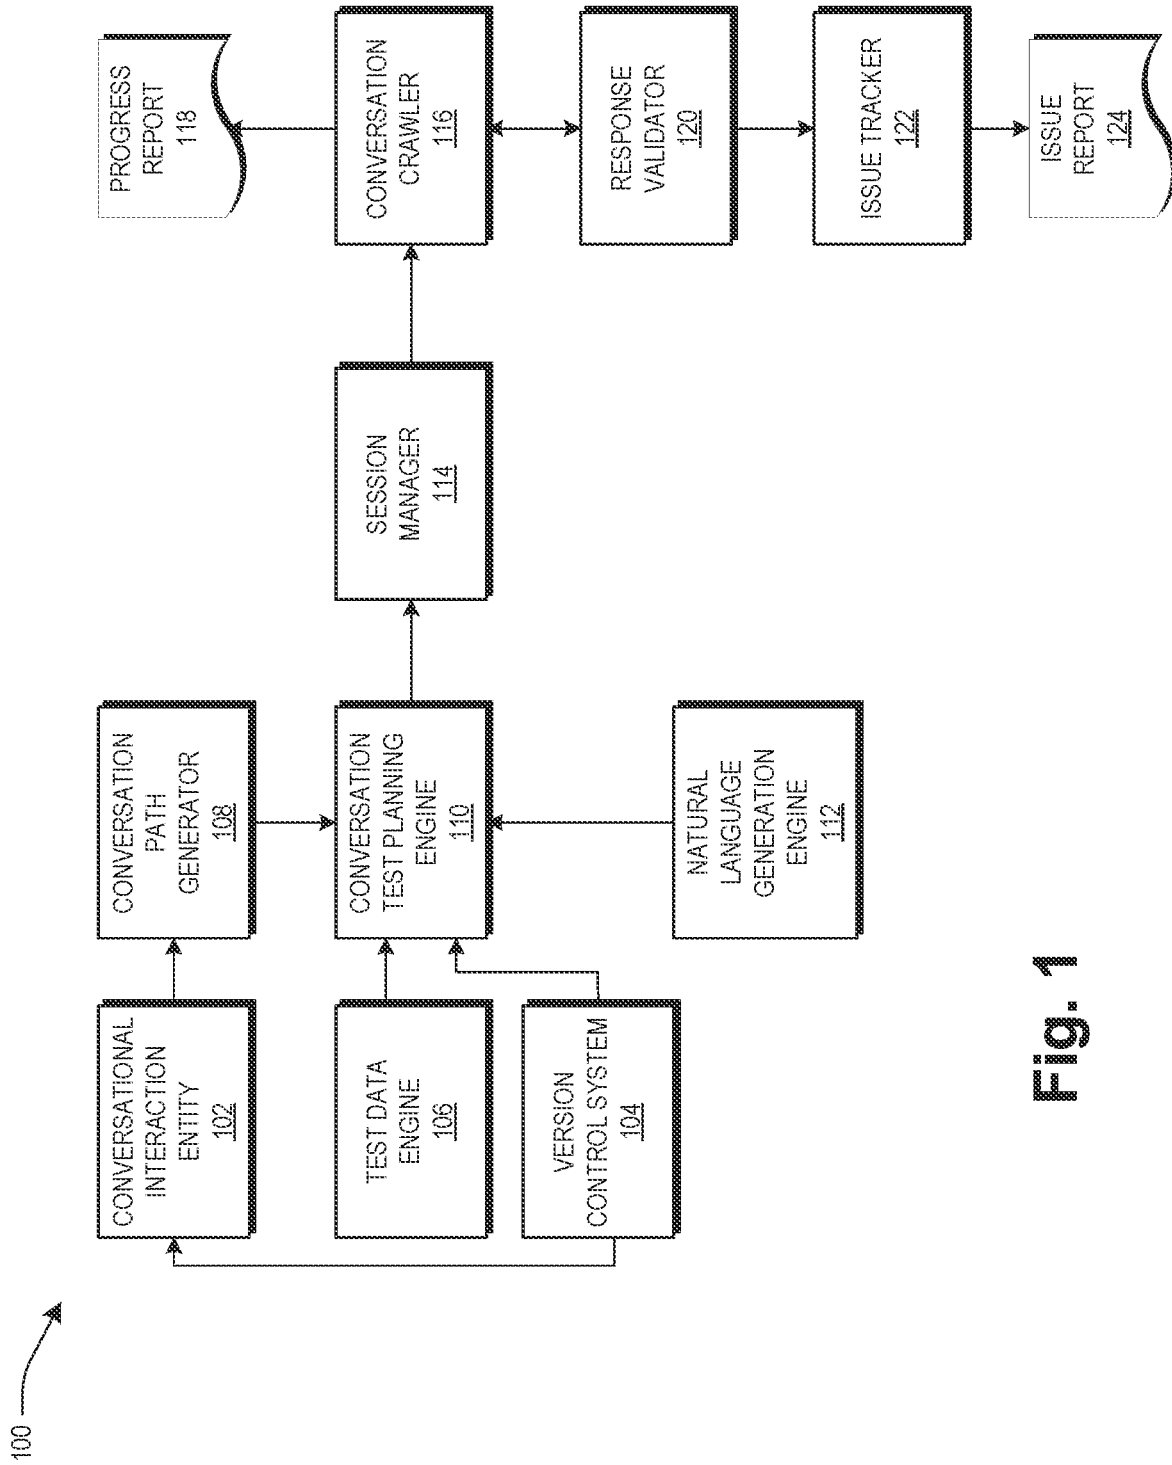 100
CONVERSATIONAL
INTERACTION
ENTITY
102
CONVERSATION
PATH
GENERATOR
108
PROGRESS
REPORT
118
TEST DATA
ENGINE
106
CONVERSATION
TEST PLANNING
ENGINE
110
SESSION
MANAGER
114
CONVERSATION
CRAWLER
116
VERSION
CONTROL SYSTEM
104
RESPONSE
VALIDATOR
120
NATURAL
LANGUAGE
GENERATION
ENGINE
112
ISSUE TRACKER
122
ISSUE
REPORT
124
Fig. 1